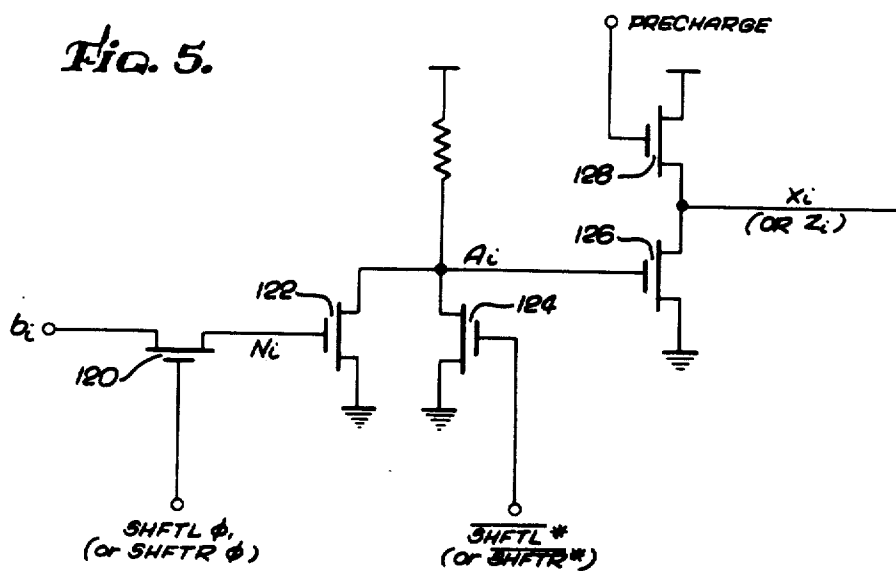 Fig. 5.
PRECHARGE
128
Xi
(OR Zi)
126
Ai
122
124
bi
Ni
120
SHFTL φ,
(or SHFTR φ)
SHFTL *
(or SHFTR *)